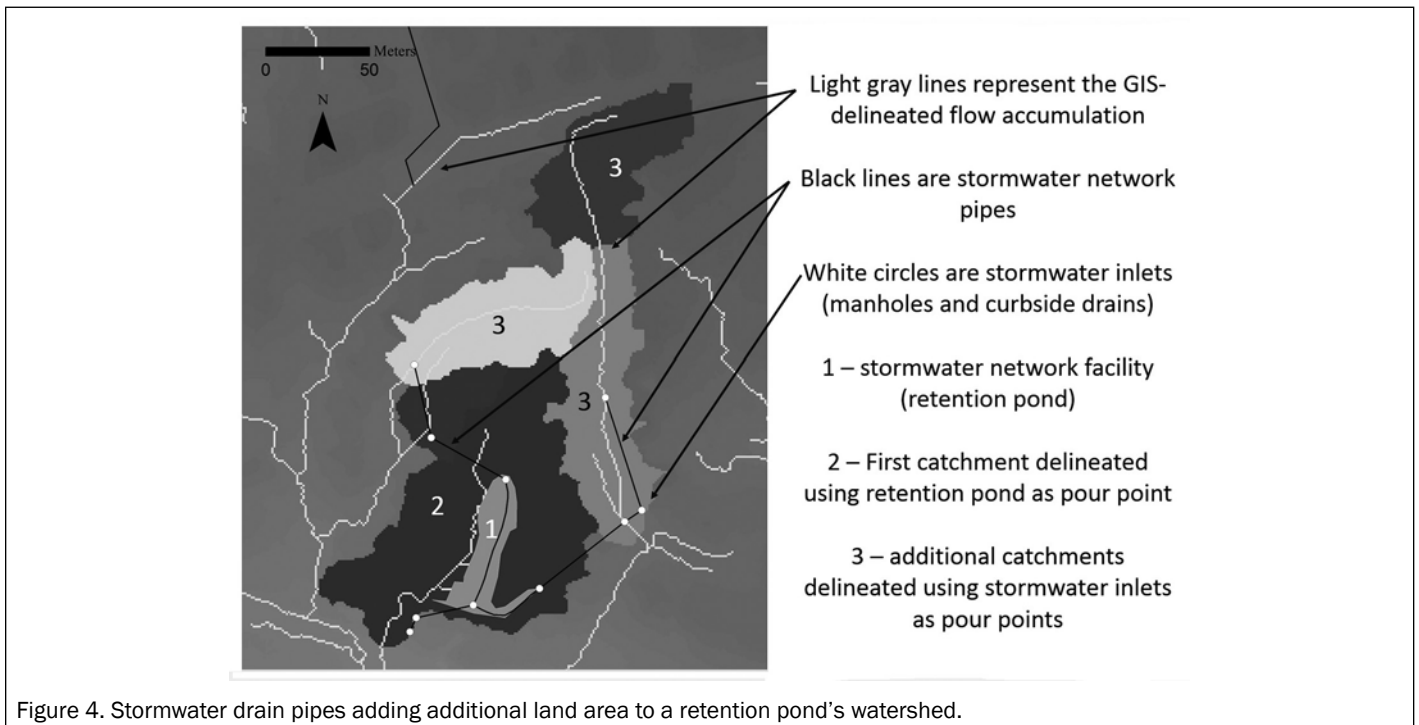 Meters
0 50
N
3
3
3
2
1
Light gray lines represent the GIS-
delineated flow accumulation
Black lines are stormwater network
pipes
White circles are stormwater inlets
(manholes and curbside drains)
1 – stormwater network facility
(retention pond)
2 – First catchment delineated
using retention pond as pour point
3 – additional catchments
delineated using stormwater inlets
as pour points
Figure 4. Stormwater drain pipes adding additional land area to a retention pond's watershed.